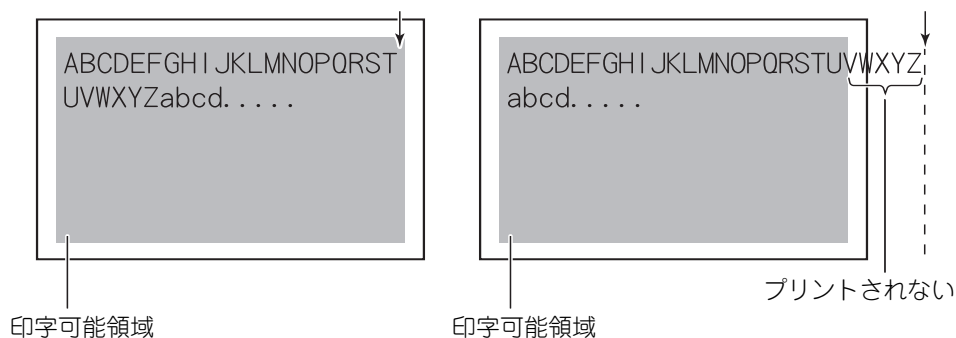 ABCDEFGHIJKLMNOPQRST
UVWXYZabcd.....
印字可能領域
ABCDEFGHIJKLMNOPQRSTUVWXYZ
abcd.....
プリントされない
印字可能領域